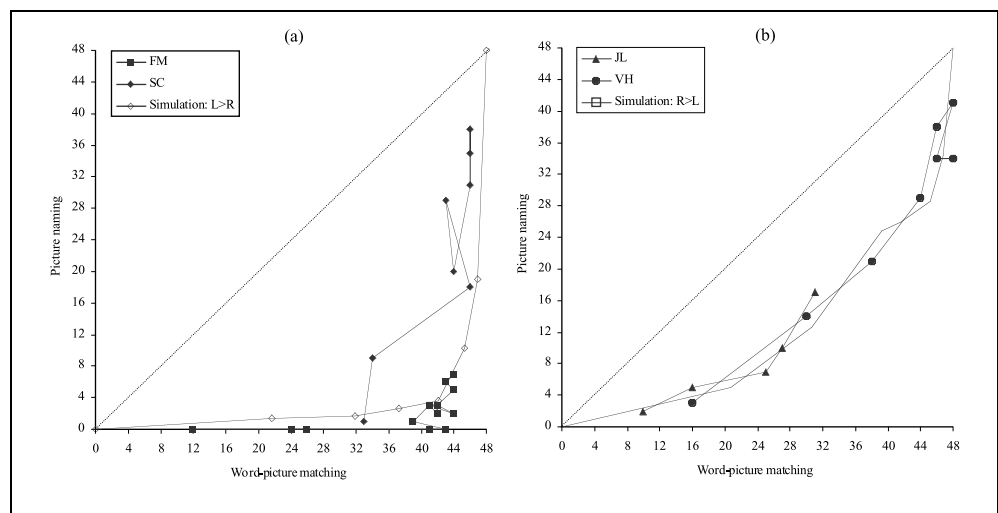 (a)
FM
SC
Simulation: L>R
48
44
40
36
32
28
24
20
16
12
8
4
0
Picture naming
0 4 8 12 16 20 24 28 32 36 40 44 48
Word-picture matching
(b)
JL
VH
Simulation: R>L
48
44
40
36
32
28
24
20
16
12
8
4
0
Picture naming
0 4 8 12 16 20 24 28 32 36 40 44 48
Word-picture matching